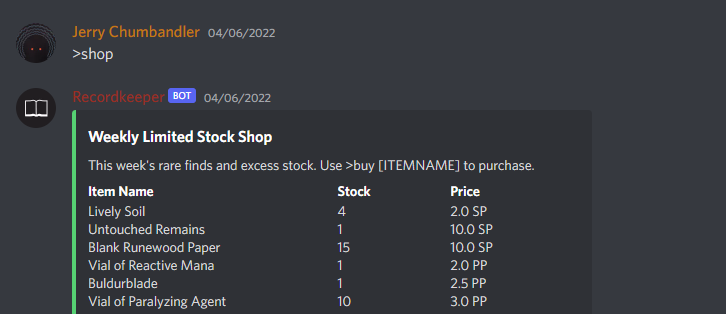 Jerry Chumbandler 04/06/2022
>shop
Recordkeeper BOT 04/06/2022
Weekly Limited Stock Shop
This week's rare finds and excess stock. Use >buy [ITEMNAME] to purchase.
Item Name Stock Price
Lively Soil 4 2.0 SP
Untouched Remains 1 10.0 SP
Blank Runewood Paper 15 10.0 SP
Vial of Reactive Mana 1 2.0 PP
Buldurblade 1 2.5 PP
Vial of Paralyzing Agent 10 3.0 PP